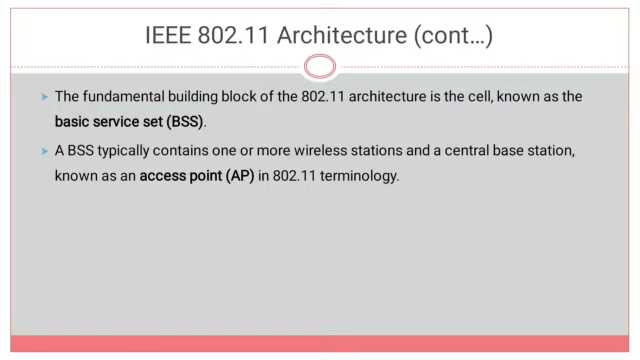 IEEE 802.11 Architecture (cont…)
The fundamental building block of the 802.11 architecture is the cell, known as the
basic service set (BSS).
A BSS typically contains one or more wireless stations and a central base station,
known as an access point (AP) in 802.11 terminology.